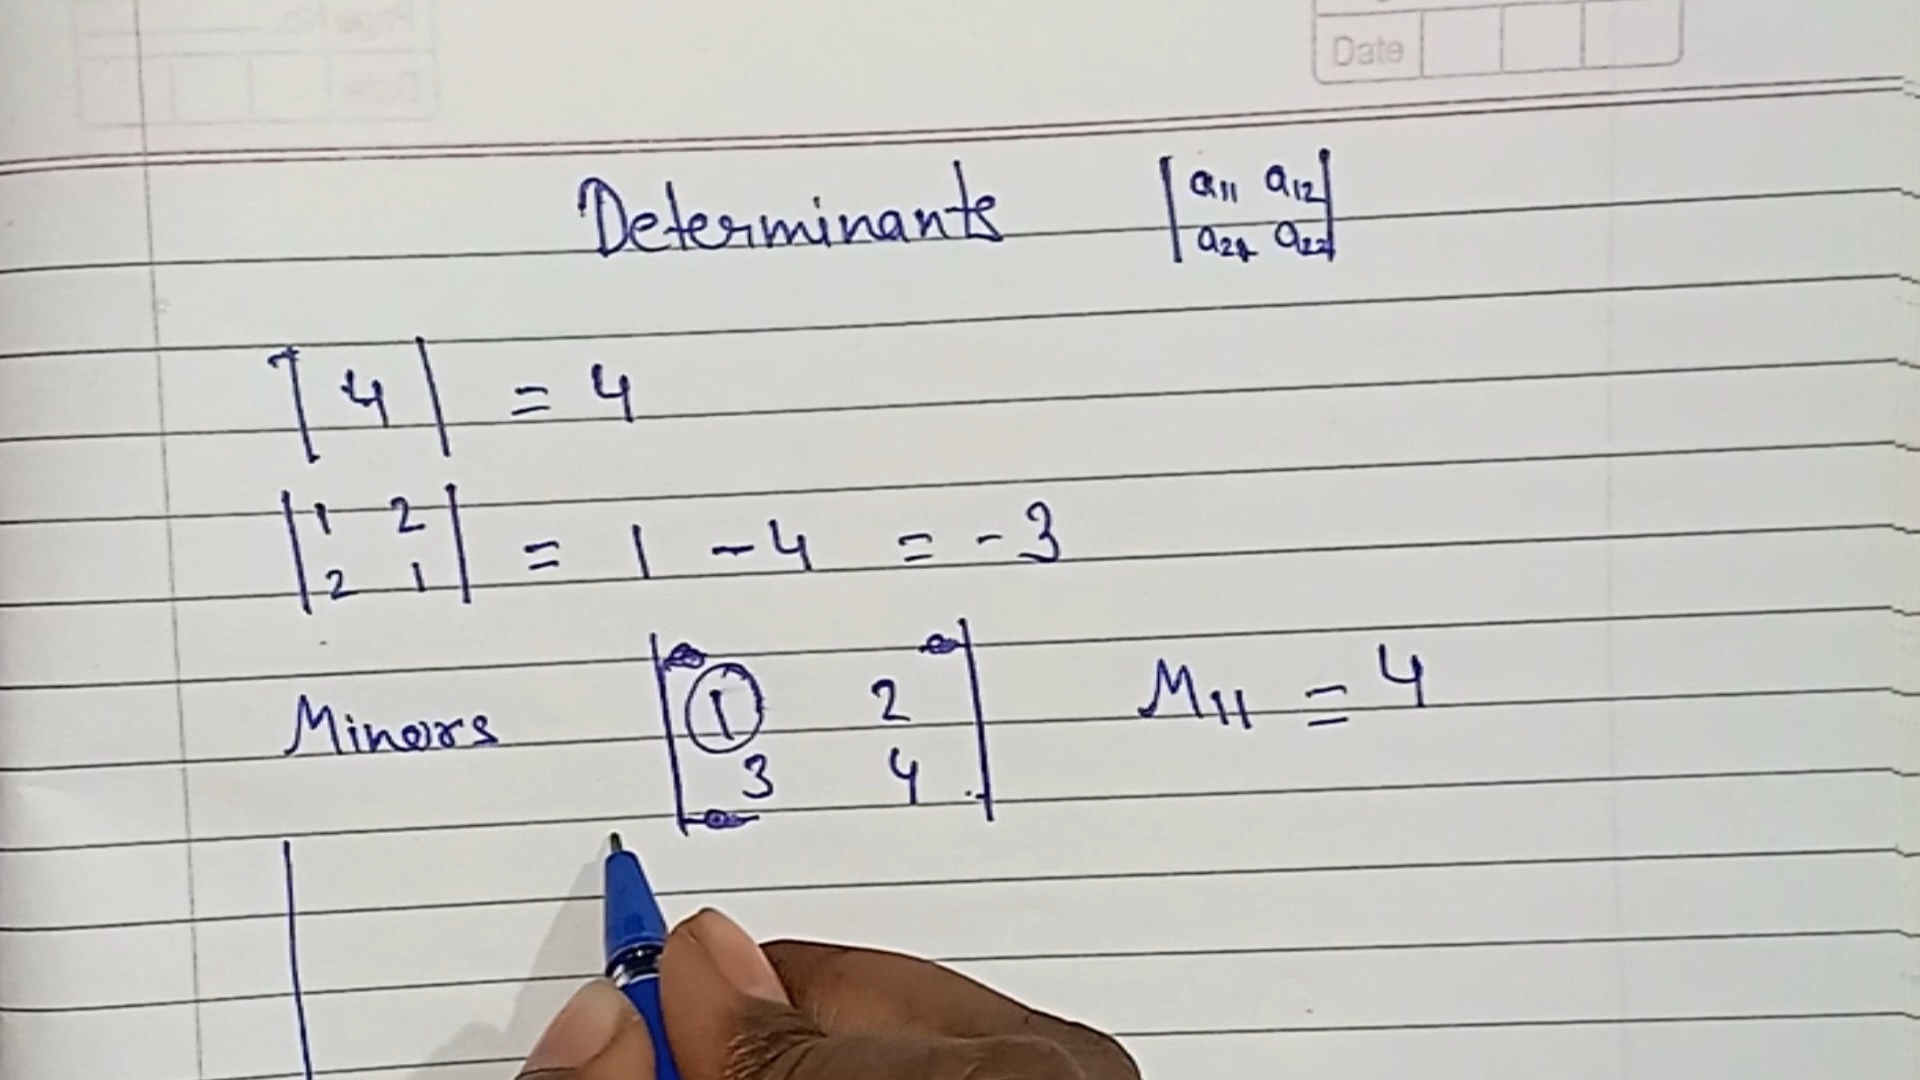 Date
Determinants |a11 a12|
|a21 a22|
|4| = 4
|1 2|
|2 1| = 1 - 4 = -3
Minors |1 2| M11 = 4
|3 4|